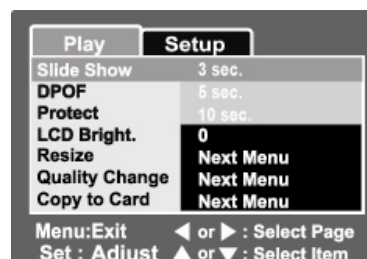 Play Setup
Slide Show 3 sec.
DPOF 5 sec.
Protect 10 sec.
LCD Bright. 0
Resize Next Menu
Quality Change Next Menu
Copy to Card Next Menu
Menu:Exit ◀ or ▶ : Select Page
Set : Adjust ▲ or ▼ : Select Item